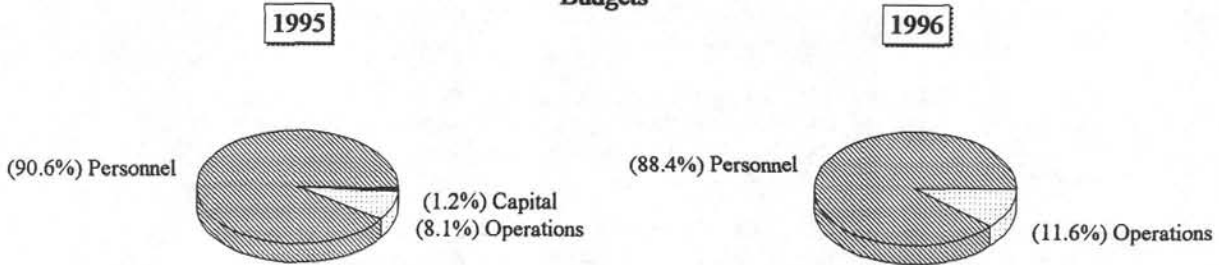 Budgets
1995
1996
(90.6%) Personnel
(1.2%) Capital
(8.1%) Operations
(88.4%) Personnel
(11.6%) Operations